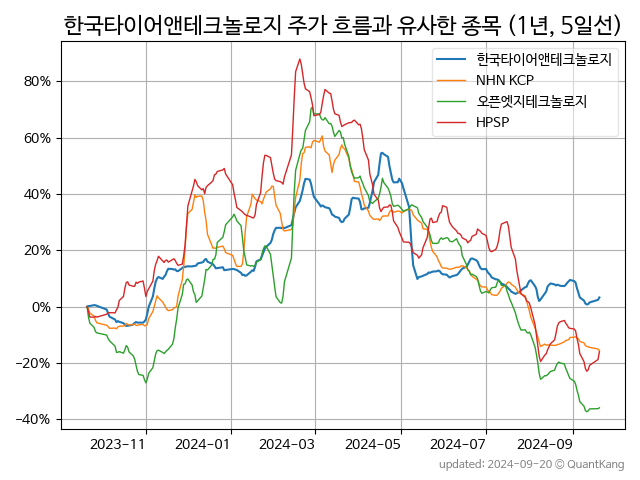 한국타이어앤테크놀로지 주가 흐름과 유사한 종목 (1년, 5일선)
한국타이어앤테크놀로지
NHN KCP
오픈엣지테크놀로지
HPSP
80%
60%
40%
20%
0%
−20%
−40%
2023-11 2024-01 2024-03 2024-05 2024-07 2024-09
updated: 2024-09-20 © QuantKang